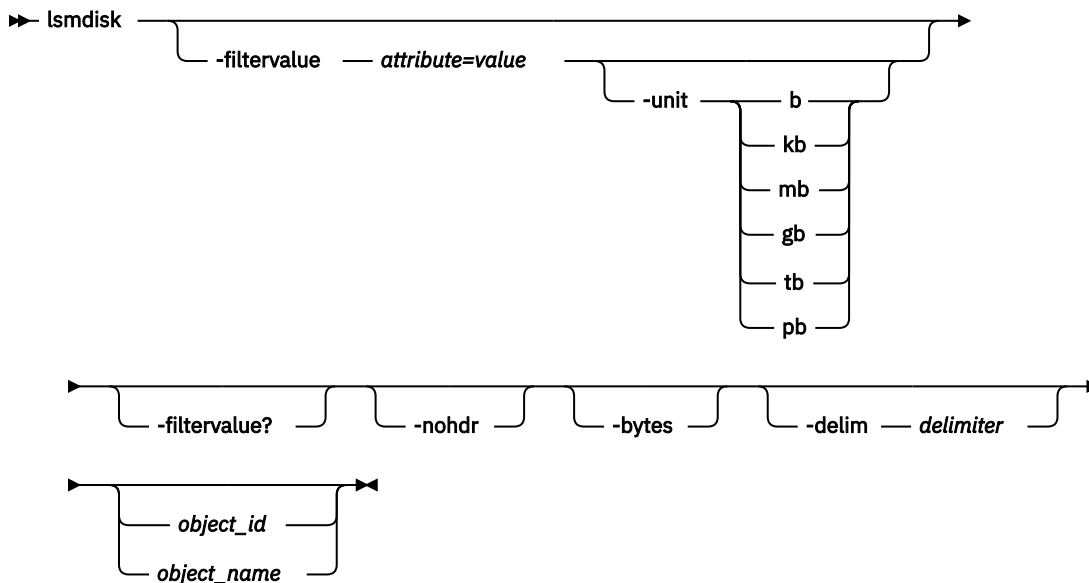 lsmdisk
-filtervalue attribute=value
-unit b
kb
mb
gb
tb
pb
-filtervalue? -nohdr -bytes -delim delimiter
object_id
object_name